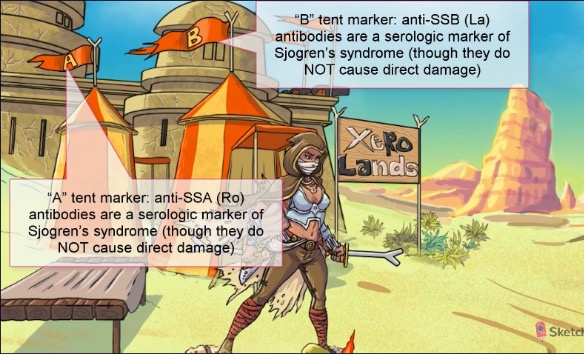 "B" tent marker: anti-SSB (La)
antibodies are a serologic marker of
Sjogren's syndrome (though they do
NOT cause direct damage)
A
B
Xero
Lands
"A" tent marker: anti-SSA (Ro)
antibodies are a serologic marker of
Sjogren's syndrome (though they do
NOT cause direct damage)
Sketch